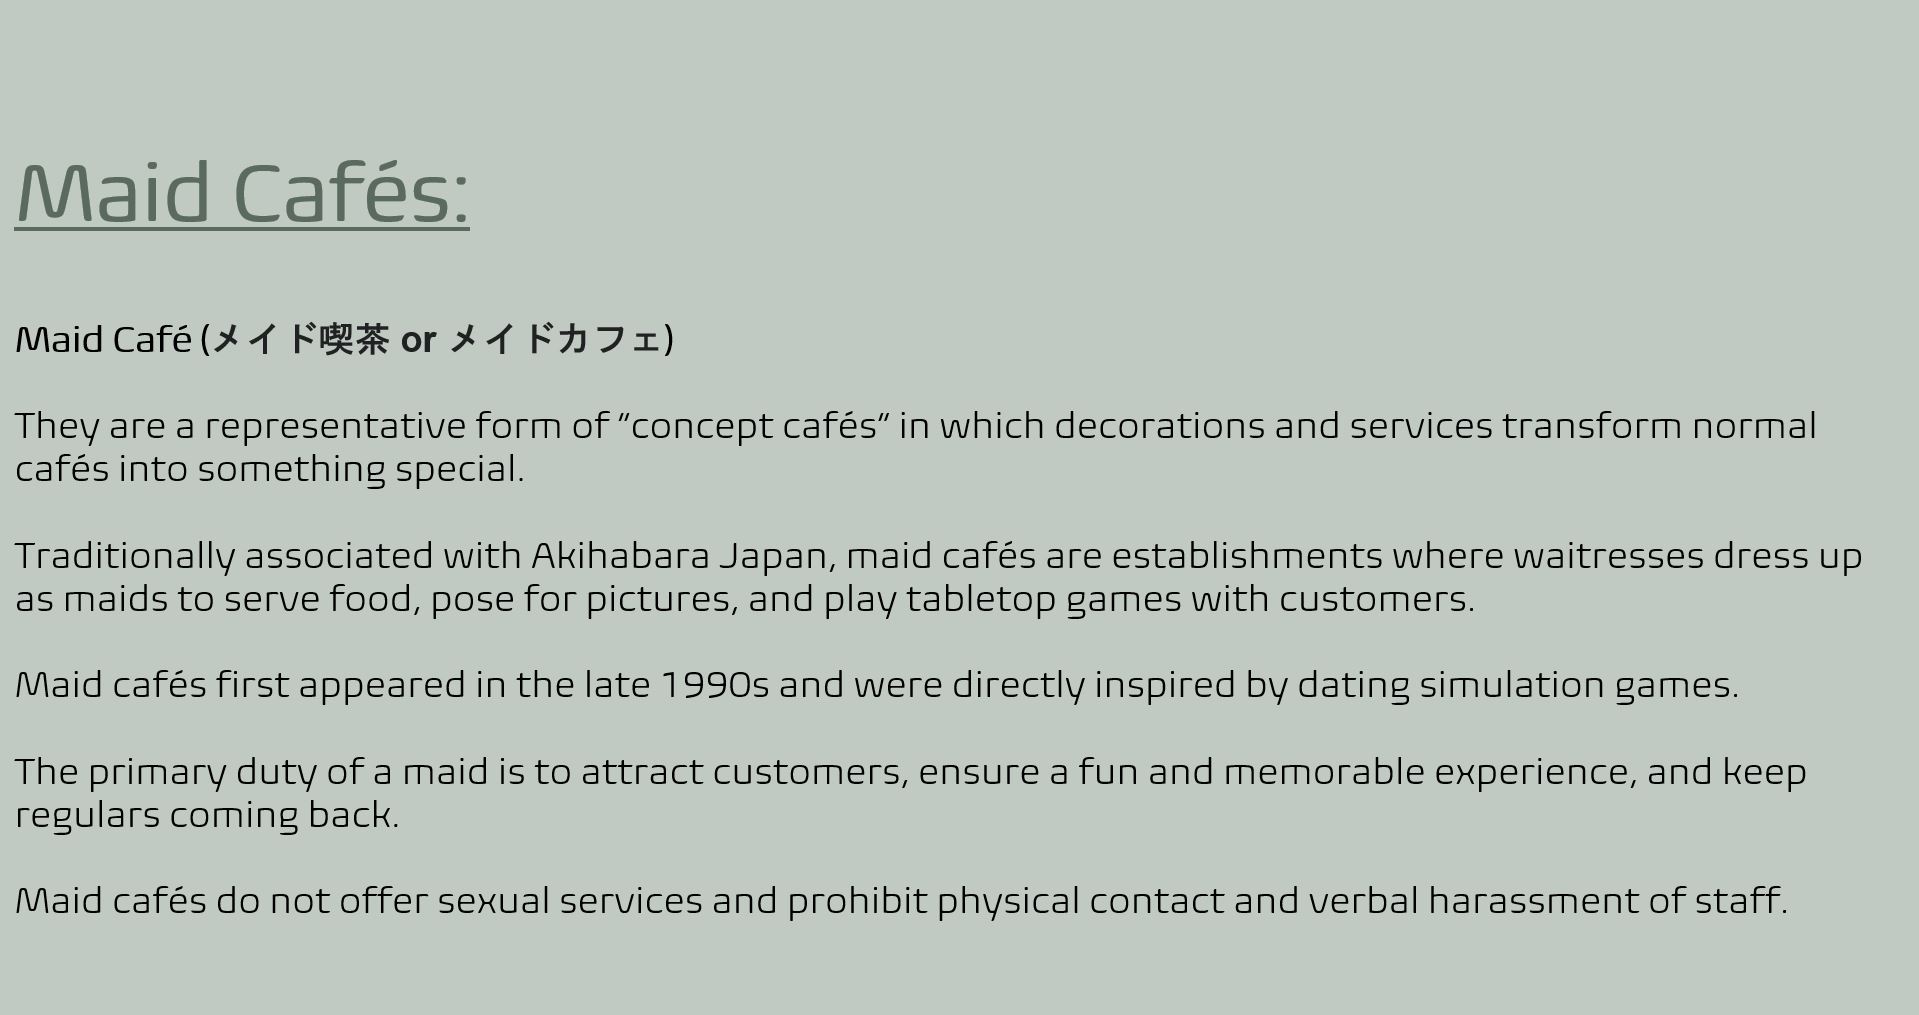 Maid Cafés:
Maid Café (メイド喫茶 or メイドカフェ)
They are a representative form of "concept cafés" in which decorations and services transform normal
cafés into something special.
Traditionally associated with Akihabara Japan, maid cafés are establishments where waitresses dress up
as maids to serve food, pose for pictures, and play tabletop games with customers.
Maid cafés first appeared in the late 1990s and were directly inspired by dating simulation games.
The primary duty of a maid is to attract customers, ensure a fun and memorable experience, and keep
regulars coming back.
Maid cafés do not offer sexual services and prohibit physical contact and verbal harassment of staff.